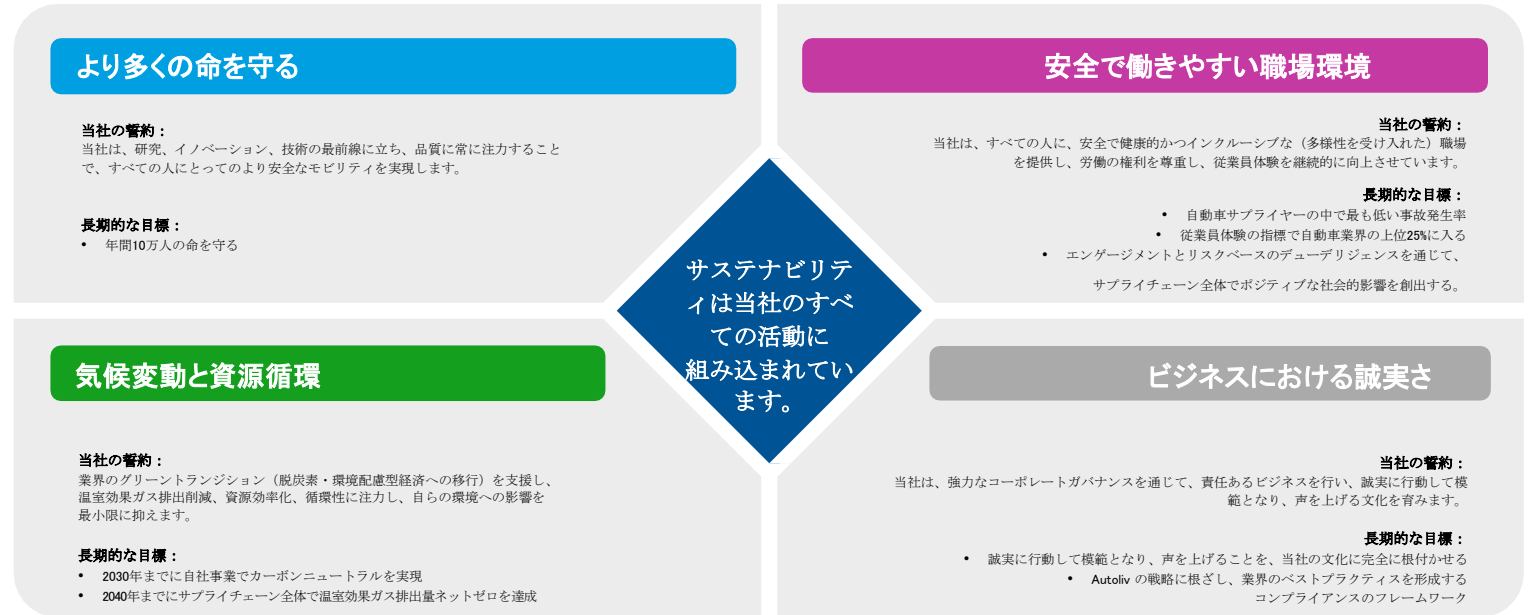 より多くの命を守る
当社の誓約：
当社は、研究、イノベーション、技術の最前線に立ち、品質に常に注力すること
で、すべての人にとってのより安全なモビリティを実現します。
長期的な目標：
• 年間10万人の命を守る
安全で働きやすい職場環境
当社の誓約：
当社は、すべての人に、安全で健康的かつインクルーシブな（多様性を受け入れた）職場
を提供し、労働の権利を尊重し、従業員体験を継続的に向上させています。
長期的な目標：
• 自動車サプライヤーの中で最も低い事故発生率
• 従業員体験の指標で自動車業界の上位25%に入る
• エンゲージメントとリスクベースのデューデリジェンスを通じて、
サプライチェーン全体でポジティブな社会的影響を創出する。
サステナビリテ
ィは当社のすべ
ての活動に
組み込まれてい
ます。
気候変動と資源循環
当社の誓約：
業界のグリーントランジション（脱炭素・環境配慮型経済への移行）を支援し、
温室効果ガス排出削減、資源効率化、循環性に注力し、自らの環境への影響を
最小限に抑えます。
長期的な目標：
• 2030年までに自社事業でカーボンニュートラルを実現
• 2040年までにサプライチェーン全体で温室効果ガス排出量ネットゼロを達成
ビジネスにおける誠実さ
当社の誓約：
当社は、強力なコーポレートガバナンスを通じて、責任あるビジネスを行い、誠実に行動して模
範となり、声を上げる文化を育みます。
長期的な目標：
• 誠実に行動して模範となり、声を上げることを、当社の文化に完全に根付かせる
• Autoliv の戦略に根ざし、業界のベストプラクティスを形成する
コンプライアンスのフレームワーク